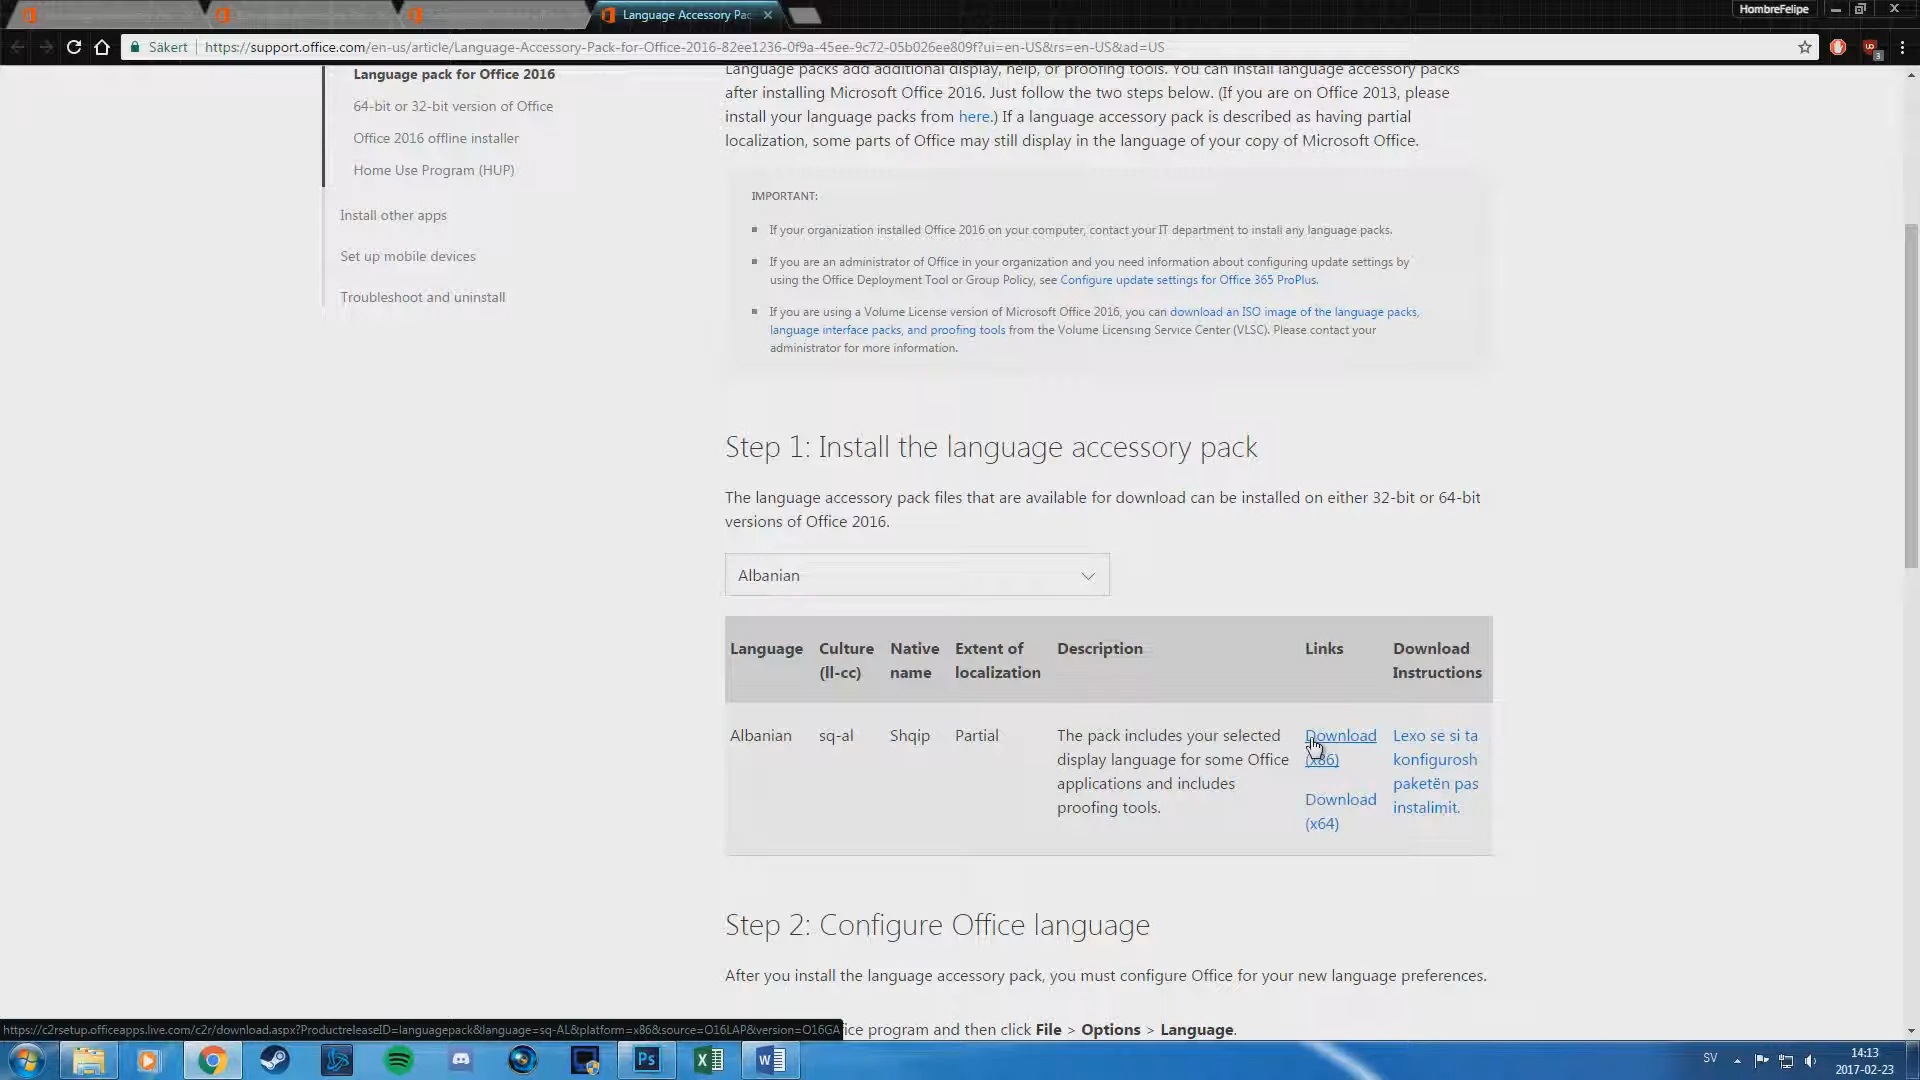 Language Accessory Pac
HombreFelipe
Säkert
https://support.office.com/en-us/article/Language-Accessory-Pack-for-Office-2016-82ee1236-0f9a-45ee-9c72-05b026ee809f?ui=en-US&rs=en-US&ad=US
3
Language pack for Office 2016
64-bit or 32-bit version of Office
Office 2016 offline installer
Home Use Program (HUP)
Install other apps
Set up mobile devices
Troubleshoot and uninstall
Language packs add additional display, help, or proofing tools. You can install language accessory packs
after installing Microsoft Office 2016. Just follow the two steps below. (If you are on Office 2013, please
install your language packs from here.) If a language accessory pack is described as having partial
localization, some parts of Office may still display in the language of your copy of Microsoft Office.
IMPORTANT:
If your organization installed Office 2016 on your computer, contact your IT department to install any language packs.
If you are an administrator of Office in your organization and you need information about configuring update settings by
using the Office Deployment Tool or Group Policy, see Configure update settings for Office 365 ProPlus.
If you are using a Volume License version of Microsoft Office 2016, you can download an ISO image of the language packs,
language interface packs, and proofing tools from the Volume Licensing Service Center (VLSC). Please contact your
administrator for more information.
Step 1: Install the language accessory pack
The language accessory pack files that are available for download can be installed on either 32-bit or 64-bit
versions of Office 2016.
Albanian
Language Culture Native Extent of Description Links Download
(ll-cc) name localization Instructions
Albanian sq-al Shqip Partial The pack includes your selected Download Lexo se si ta
display language for some Office (x86) konfigurosh
applications and includes paketën pas
proofing tools. Download instalimit.
(x64)
Step 2: Configure Office language
After you install the language accessory pack, you must configure Office for your new language preferences.
https://c2rsetup.officeapps.live.com/c2r/download.aspx?ProductreleaseID=languagepack&language=sq-AL&platform=x86&source=O16LAP&version=O16GA
ice program and then click File > Options > Language.
Ps
SV
14:13
2017-02-23